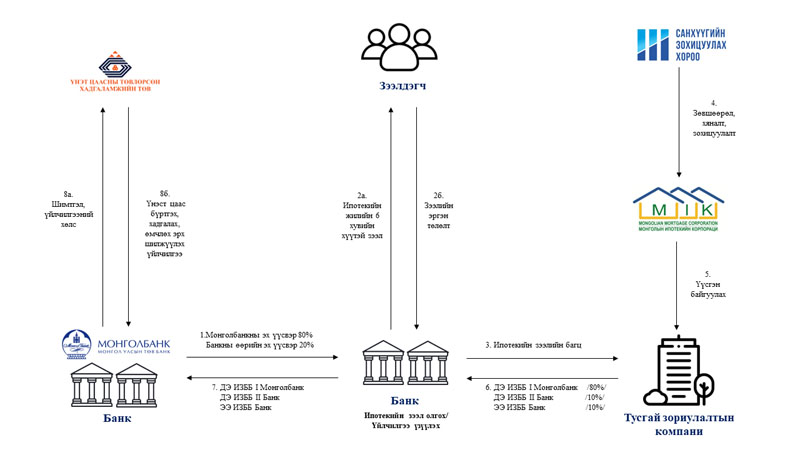 ҮНЭТ ЦААСНЫ ТӨВЛӨРСӨН
ХАДГАЛАМЖИЙН ТӨВ
Зээлдэгч
САНХҮҮГИЙН
ЗОХИЦУУЛАХ
ХОРОО
4.
Зөвшөөрөл,
хяналт,
зохицуулалт
8а.
Шимтгэл,
үйлчилгээний
хөлс
8б.
Үнэт цаас
бүртгэх,
хадгалах,
өмчлөх эрх
шилжүүлэх
үйлчилгээ
2а.
Ипотекийн
жилийн 6
хувийн
хүүтэй зээл
2б.
Зээлийн
эргэн
төлөлт
MIK
MONGOLIAN MORTGAGE CORPORATION
МОНГОЛЫН ИПОТЕКИЙН КОРПОРАЦИ
5.
Үүсгэн
байгуулах
МОНГОЛБАНК
МОНГОЛ УЛСЫН ТӨВ БАНК
1.Монголбанкны эх үүсвэр 80%
Банкны өөрийн эх үүсвэр 20%
3. Ипотекийн зээлийн багц
7. ДЭ ИЗББ I Монголбанк
ДЭ ИЗББ II Банк
ЭЭ ИЗББ Банк
6. ДЭ ИЗББ I Монголбанк /80%/
ДЭ ИЗББ II Банк /10%/
ЭЭ ИЗББ Банк /10%/
Банк
Банк
Ипотекийн зээл олгох/
Үйлчилгээ үзүүлэх
Тусгай зориулалтын
компани